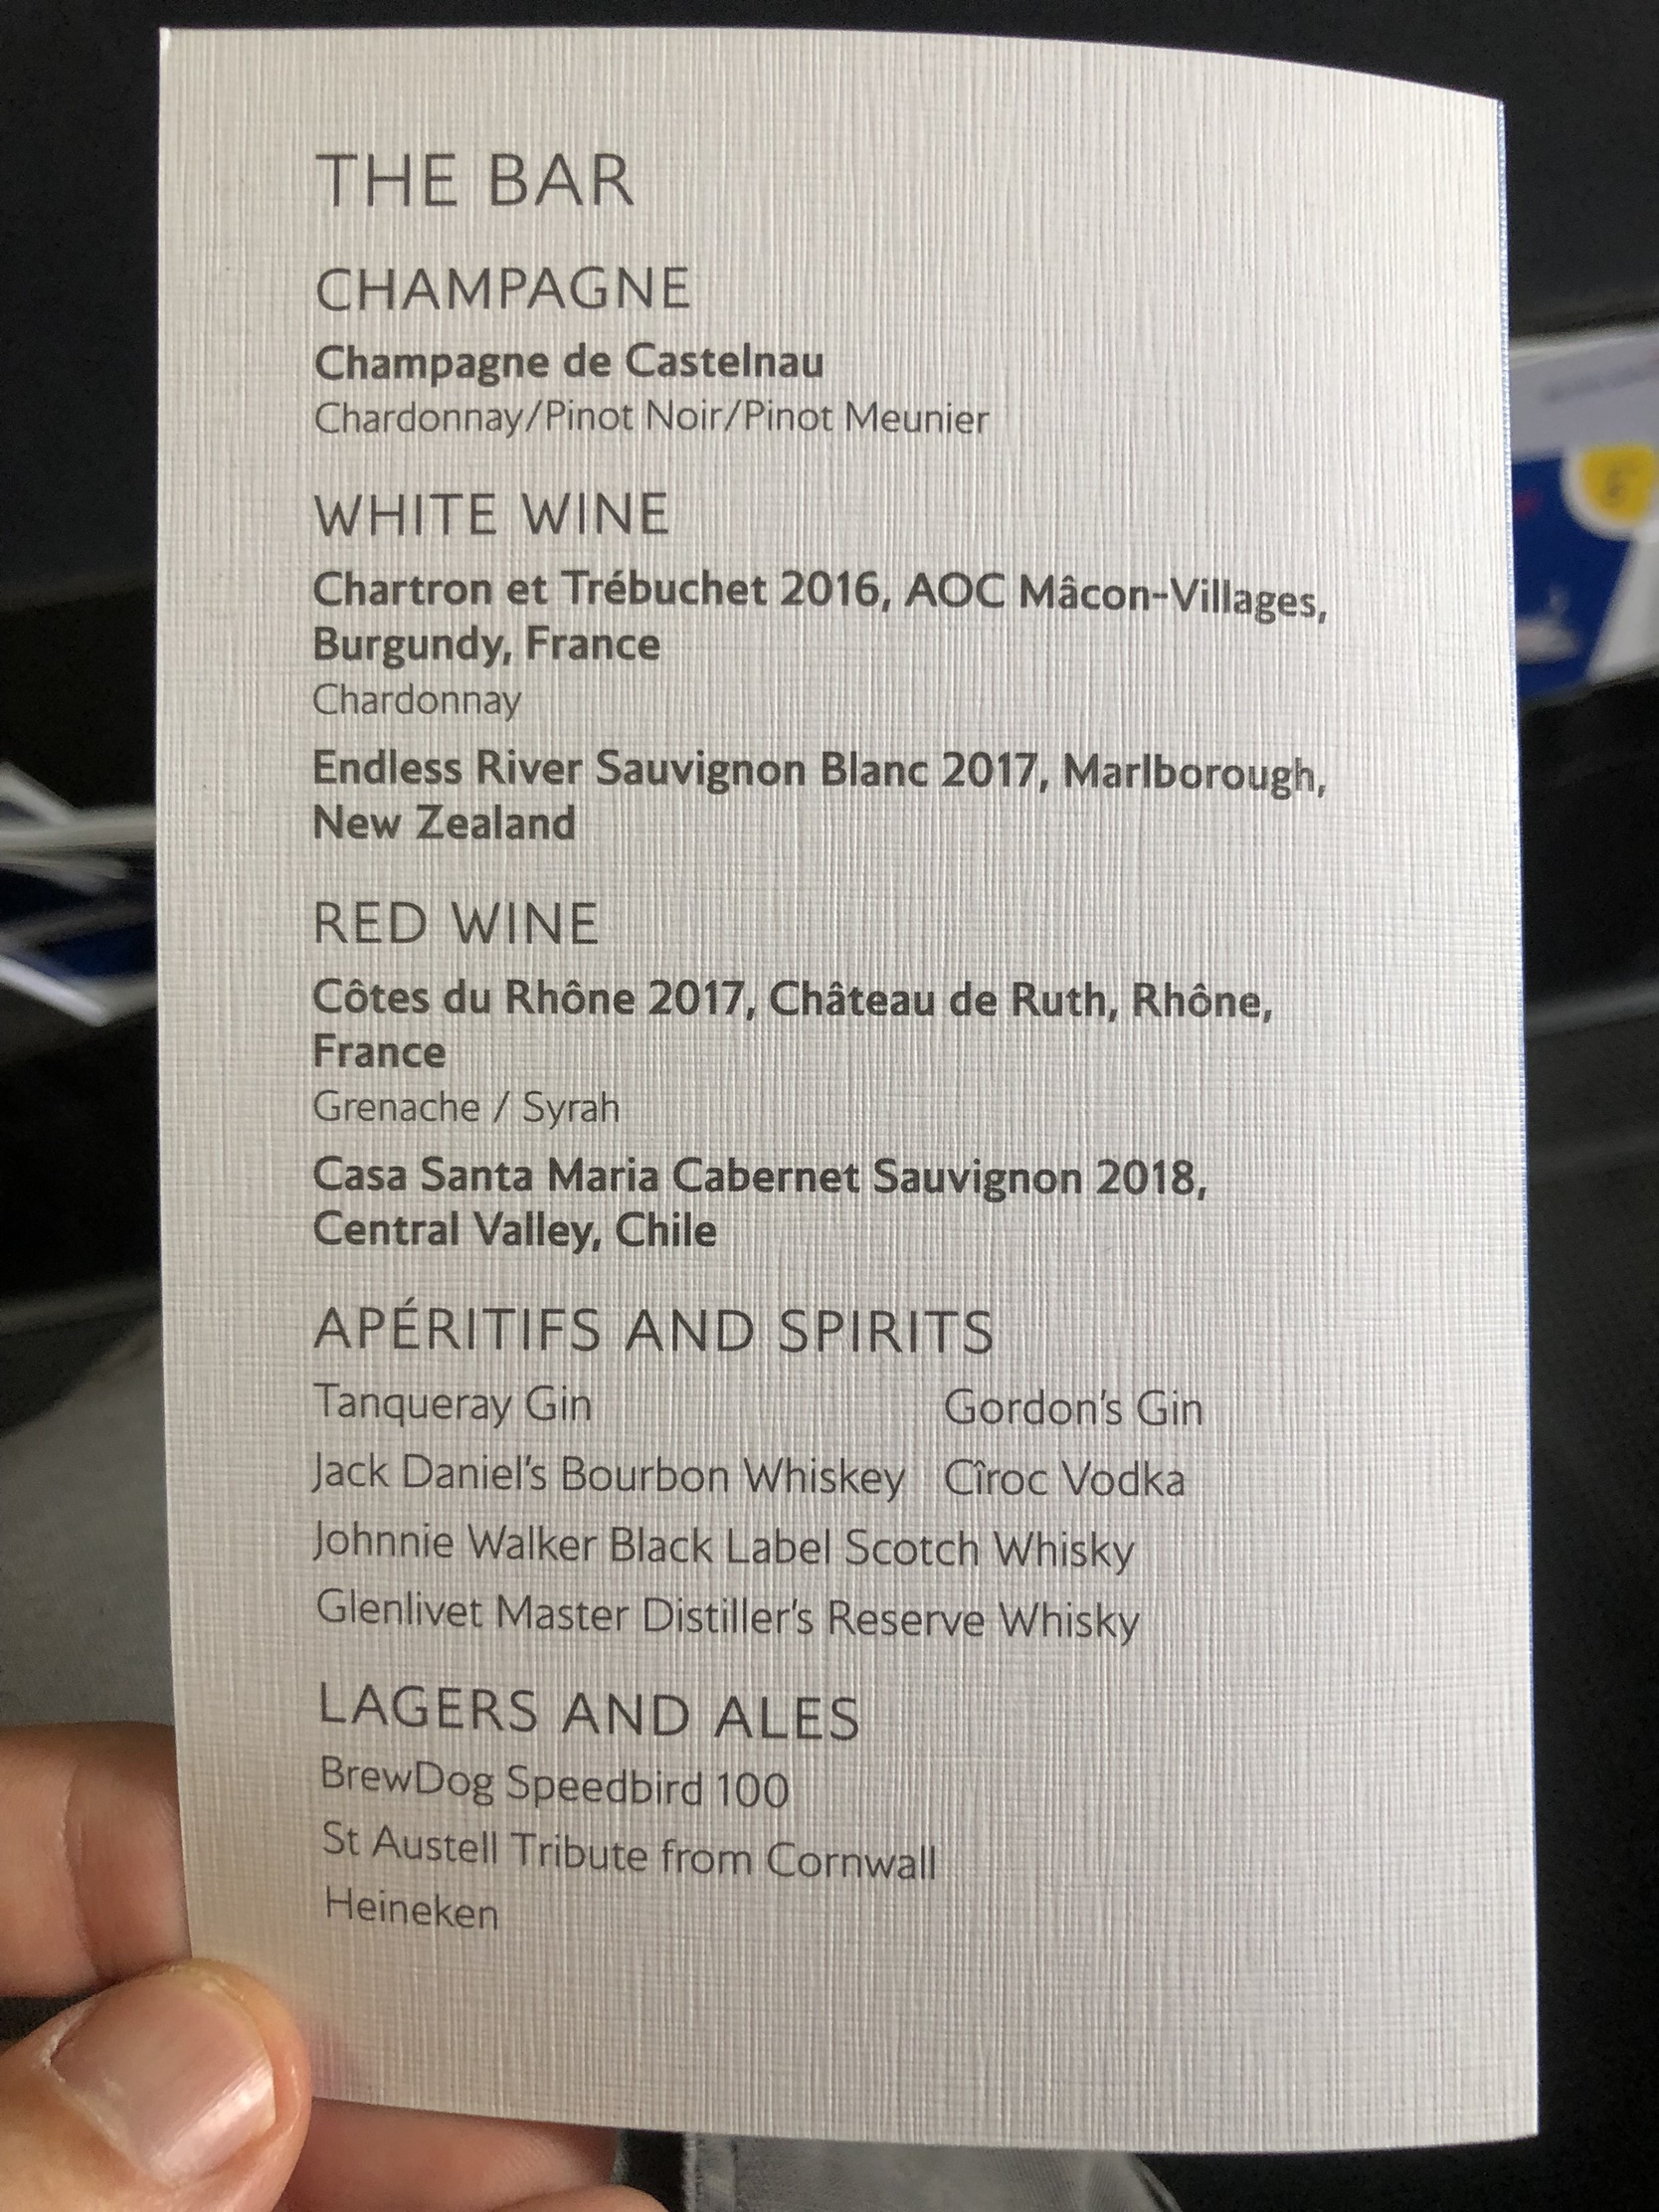 THE BAR
CHAMPAGNE
Champagne de Castelnau
Chardonnay/Pinot Noir/Pinot Meunier
WHITE WINE
Chartron et Trébuchet 2016, AOC Mâcon-Villages,
Burgundy, France
Chardonnay
Endless River Sauvignon Blanc 2017, Marlborough,
New Zealand
RED WINE
Côtes du Rhône 2017, Château de Ruth, Rhône,
France
Grenache / Syrah
Casa Santa Maria Cabernet Sauvignon 2018,
Central Valley, Chile
APÉRITIFS AND SPIRITS
Tanqueray Gin Gordon's Gin
Jack Daniel's Bourbon Whiskey Cîroc Vodka
Johnnie Walker Black Label Scotch Whisky
Glenlivet Master Distiller's Reserve Whisky
LAGERS AND ALES
BrewDog Speedbird 100
St Austell Tribute from Cornwall
Heineken